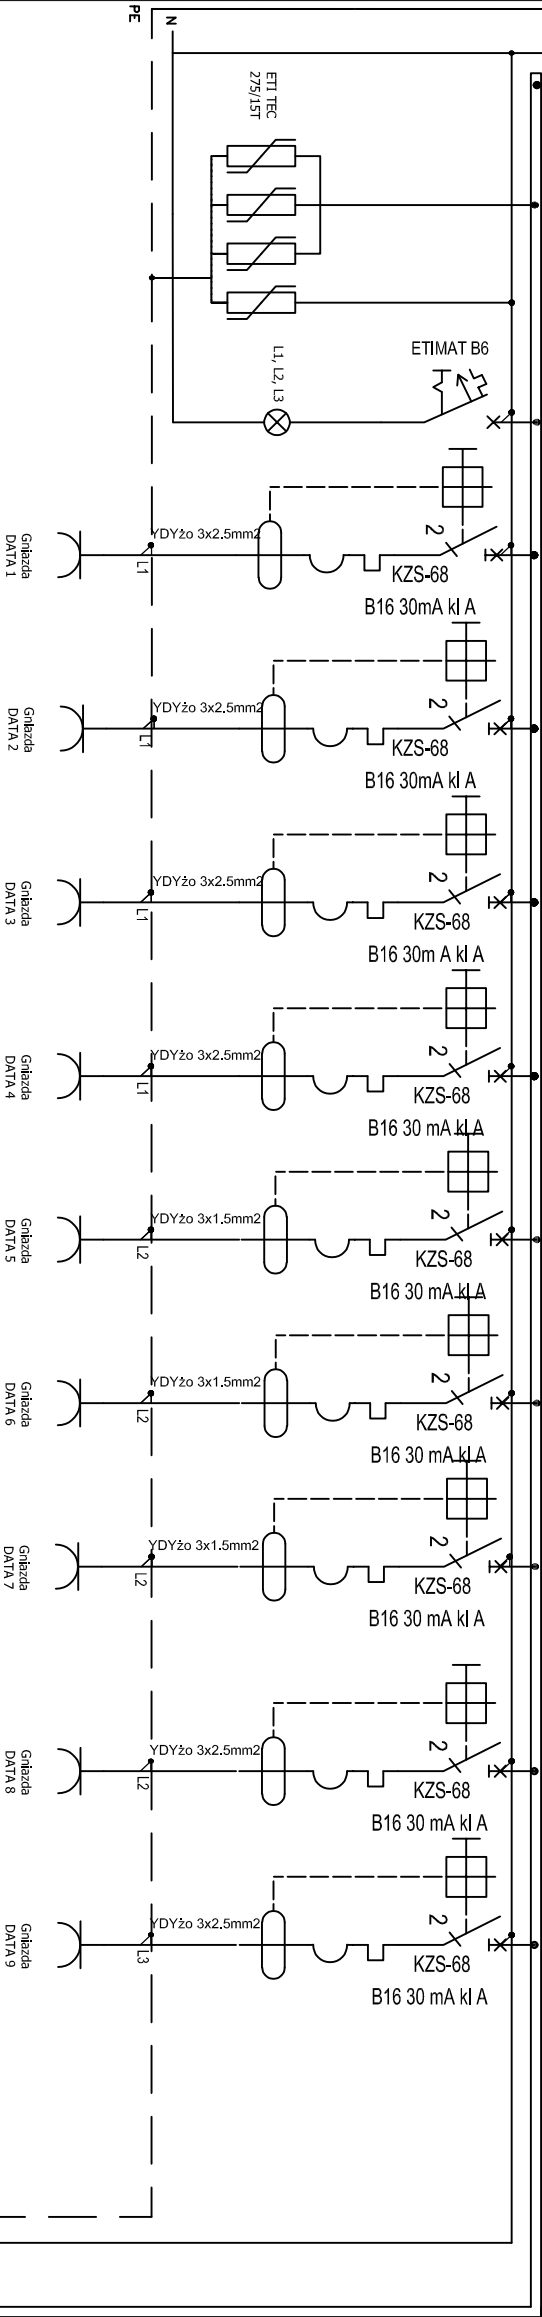 PE
N
ETI TEC
275/15T
ETIMAT B6
L1, L2, L3
YDYżo 3x2.5mm2
2
KZS-68
L1
Gniazda
DATA 1
B16 30mA kl A
YDYżo 3x2.5mm2
2
KZS-68
L1
Gniazda
DATA 2
B16 30mA kl A
YDYżo 3x2.5mm2
2
KZS-68
L1
Gniazda
DATA 3
B16 30m A kl A
YDYżo 3x2.5mm2
2
KZS-68
L1
Gniazda
DATA 4
B16 30 mA kl A
YDYżo 3x1.5mm2
2
KZS-68
L2
Gniazda
DATA 5
B16 30 mA kl A
YDYżo 3x1.5mm2
2
KZS-68
L2
Gniazda
DATA 6
B16 30 mA kl A
YDYżo 3x1.5mm2
2
KZS-68
L2
Gniazda
DATA 7
B16 30 mA kl A
YDYżo 3x2.5mm2
2
KZS-68
L2
Gniazda
DATA 8
B16 30 mA kl A
YDYżo 3x2.5mm2
2
KZS-68
L3
Gniazda
DATA 9
B16 30 mA kl A